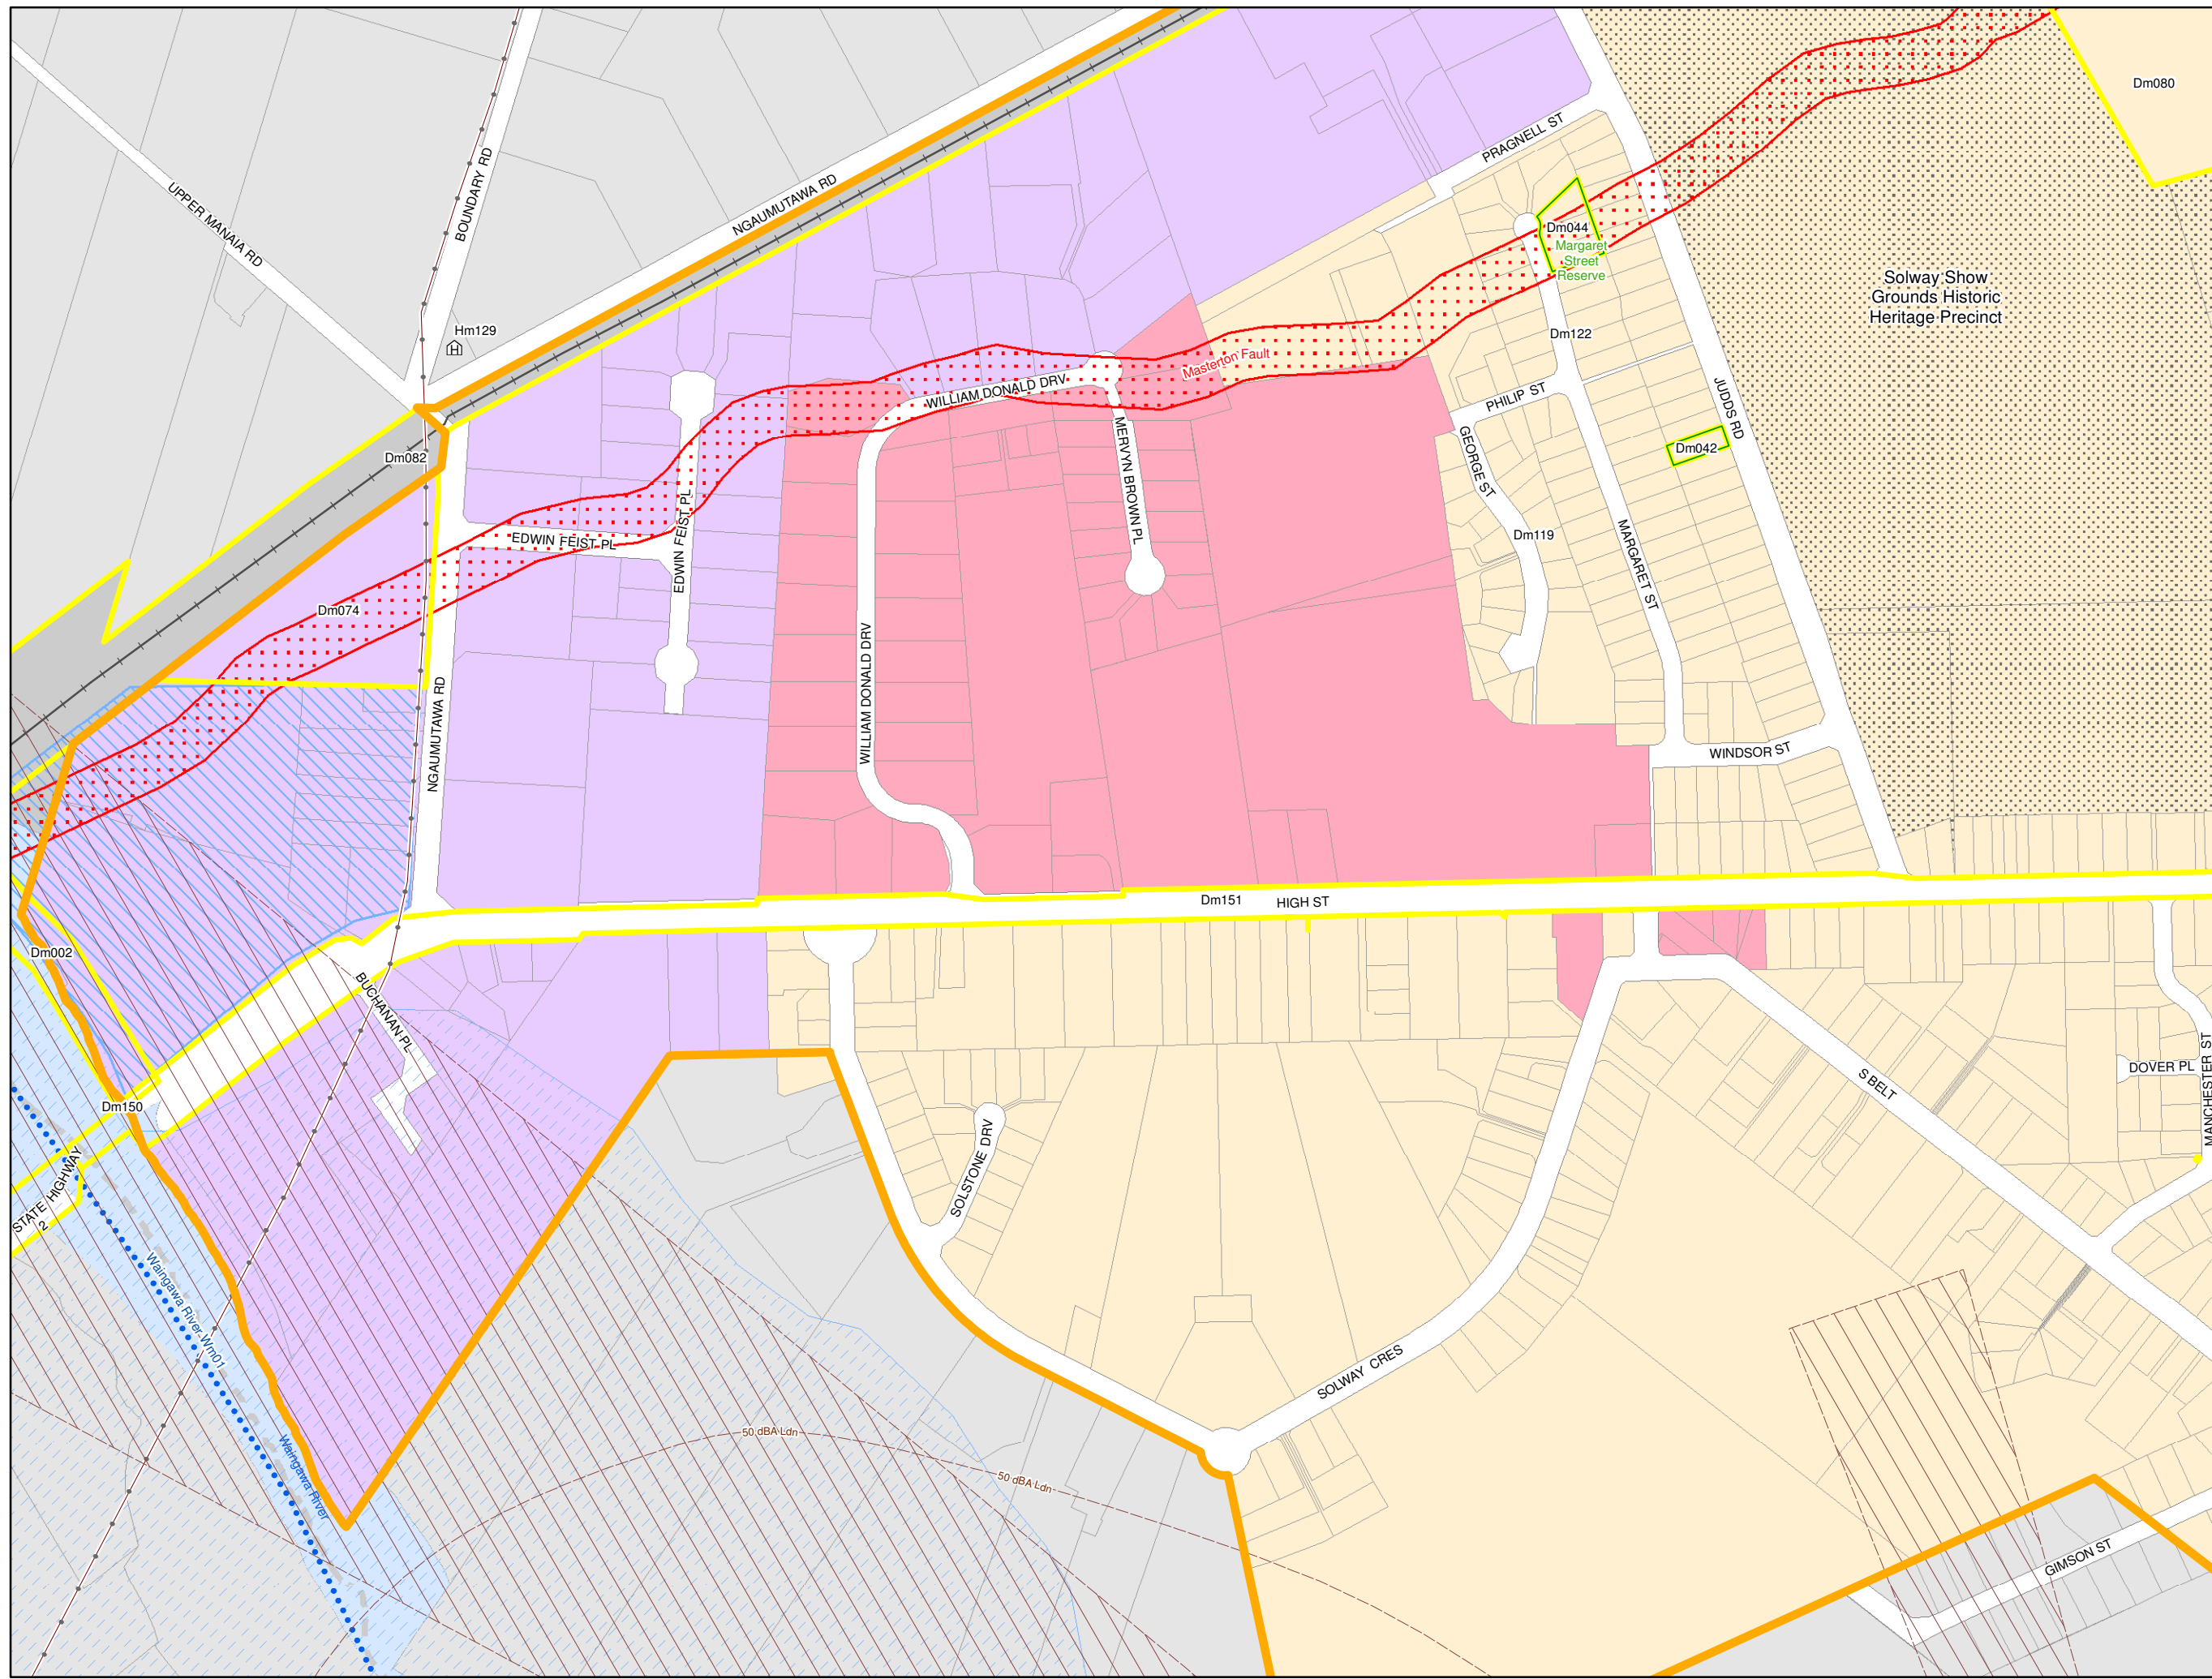 Dm080
PRAGNELL ST
UPPER MANAIA RD
BOUNDARY RD
NGAUMUTAWA RD
Dm044
Margaret
Street
Reserve
Solway Show
Grounds Historic
Heritage Precinct
Hm129
Dm122
Masterton Fault
WILLIAM DONALD DRV
PHILIP ST
JUDDS RD
MERVYN BROWN PL
GEORGE ST
Dm042
Dm082
EDWIN FEIST PL
EDWIN FEIST PL
Dm119
MARGARET ST
Dm074
WILLIAM DONALD DRV
NGAUMUTAWA RD
WINDSOR ST
Dm151
HIGH ST
Dm002
BUCHANAN PL
Dm150
S BELT
DOVER PL
MANCHESTER ST
SOLSTONE DRV
STATE HIGHWAY
2
Waingawa River-Wm01
SOLWAY CRES
50 dBA Ldn
50 dBA Ldn
Waingawa River
GIMSON ST